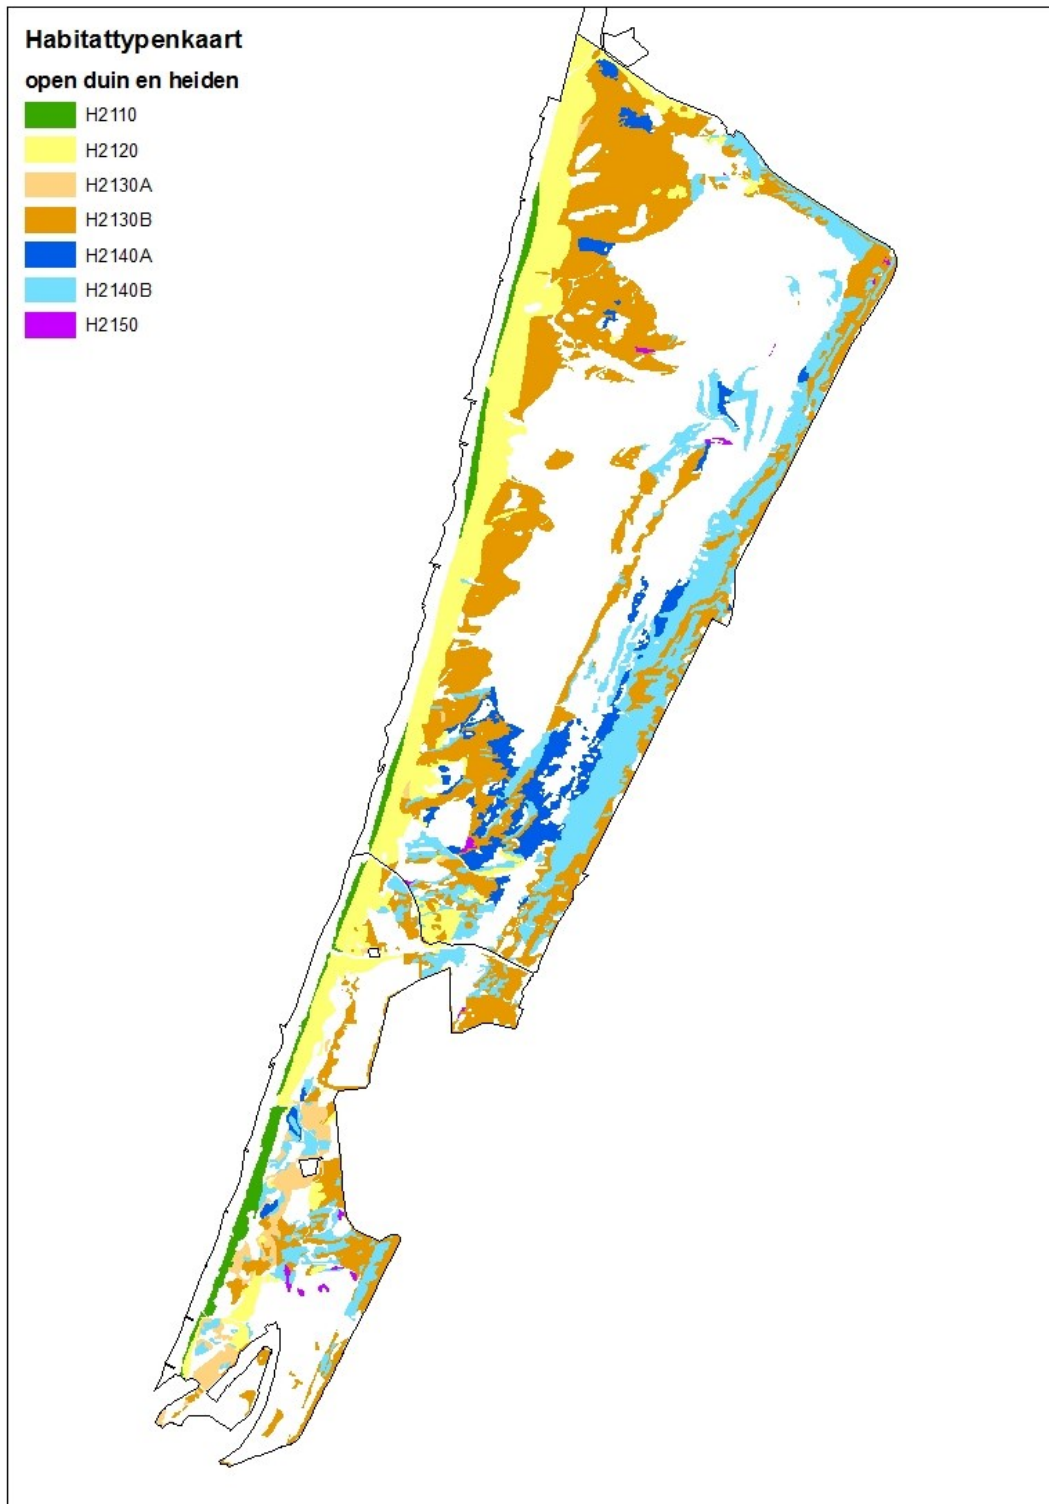 Habitattypenkaart
open duin en heiden
H2110
H2120
H2130A
H2130B
H2140A
H2140B
H2150